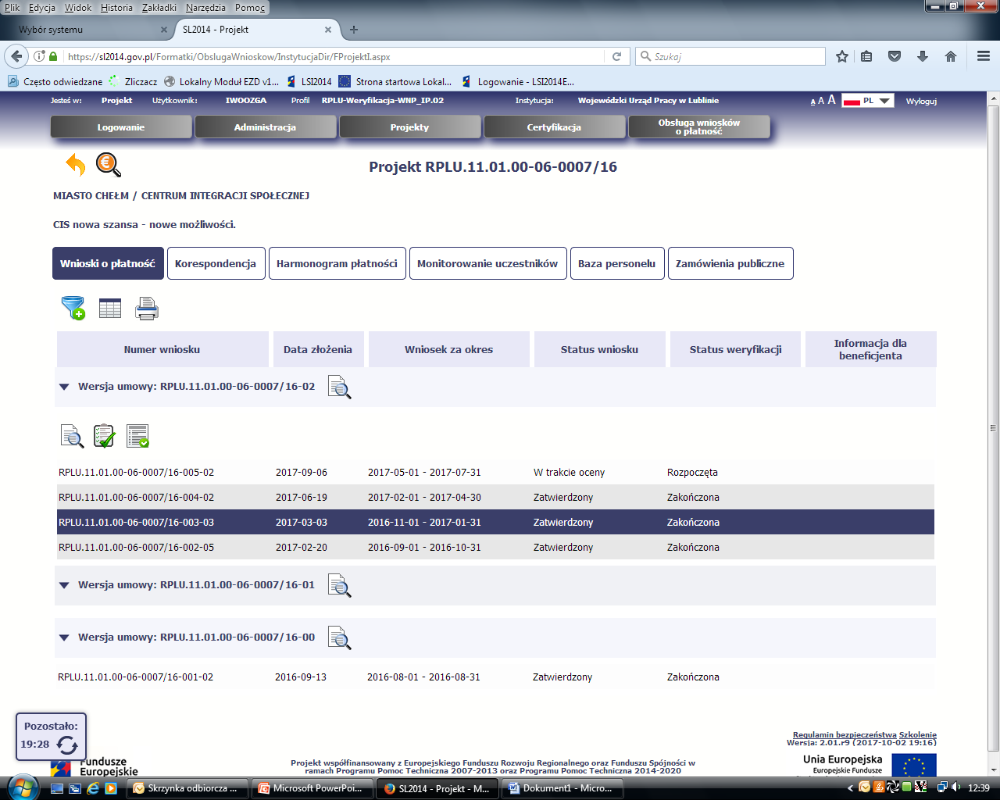 Plik Edycja Widok Historia Zakładki Narzędzia Pomoc
Wybór systemu
SL2014 - Projekt
https://sl2014.gov.pl/Formatki/ObslugaWnioskow/InstytucjaDir/FProjektI.aspx
Szukaj
Często odwiedzane Zliczacz Lokalny Moduł EZD v1... LSI2014 Strona startowa Lokal... Logowanie - LSI2014E...
Jesteś w: Projekt Użytkownik: IWOOZGA Profil RPLU-Weryfikacja-WNP_IP.02 Instytucja: Wojewódzki Urząd Pracy w Lublinie A A A PL Wyloguj
Logowanie Administracja Projekty Certyfikacja Obsługa wniosków
o płatność
Projekt RPLU.11.01.00-06-0007/16
MIASTO CHEŁM / CENTRUM INTEGRACJI SPOŁECZNEJ
CIS nowa szansa - nowe możliwości.
Wnioski o płatność Korespondencja Harmonogram płatności Monitorowanie uczestników Baza personelu Zamówienia publiczne
Numer wniosku Data złożenia Wniosek za okres Status wniosku Status weryfikacji Informacja dla
beneficjenta
Wersja umowy: RPLU.11.01.00-06-0007/16-02
RPLU.11.01.00-06-0007/16-005-02 2017-09-06 2017-05-01 - 2017-07-31 W trakcie oceny Rozpoczęta
RPLU.11.01.00-06-0007/16-004-02 2017-06-19 2017-02-01 - 2017-04-30 Zatwierdzony Zakończona
RPLU.11.01.00-06-0007/16-003-03 2017-03-03 2016-11-01 - 2017-01-31 Zatwierdzony Zakończona
RPLU.11.01.00-06-0007/16-002-05 2017-02-20 2016-09-01 - 2016-10-31 Zatwierdzony Zakończona
Wersja umowy: RPLU.11.01.00-06-0007/16-01
Wersja umowy: RPLU.11.01.00-06-0007/16-00
RPLU.11.01.00-06-0007/16-001-02 2016-09-13 2016-08-01 - 2016-08-31 Zatwierdzony Zakończona
Pozostało:
19:28
Regulamin bezpieczeństwa Szkolenie
Wersja: 2.01.r9 (2017-10-02 19:16)
Fundusze
Europejskie
Projekt współfinansowany z Europejskiego Funduszu Rozwoju Regionalnego oraz Funduszu Spójności w
ramach Programu Pomoc Techniczna 2007-2013 oraz Programu Pomoc Techniczna 2014-2020
Unia Europejska
Europejskie Fundusze
Skrzynka odbiorcza ... Microsoft PowerPoi... SL2014 - Projekt - M... Dokument1 - Micro... 12:39